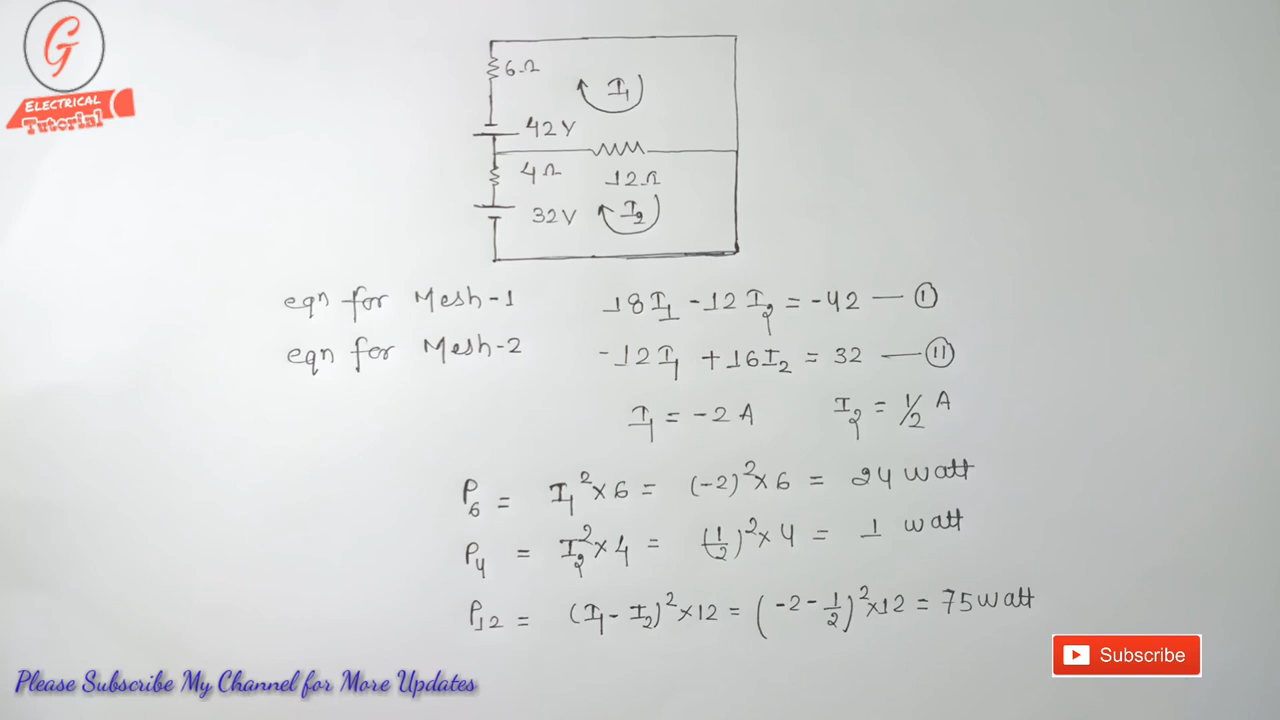 G
ELECTRICAL
Tutorial
6Ω
I₁
42V
4Ω
12Ω
32V
I₂
eqn for Mesh-1 18I₁ - 12I₂ = -42 — (I)
eqn for Mesh-2 -12I₁ + 16I₂ = 32 — (II)
I₁ = -2 A I₂ = 1/2 A
P₆ = I₁² × 6 = (-2)² × 6 = 24 watt
P₄ = I₂² × 4 = (1/2)² × 4 = 1 watt
P₁₂ = (I₁ - I₂)² × 12 = (-2 - 1/2)² × 12 = 75 watt
Subscribe
Please Subscribe My Channel for More Updates